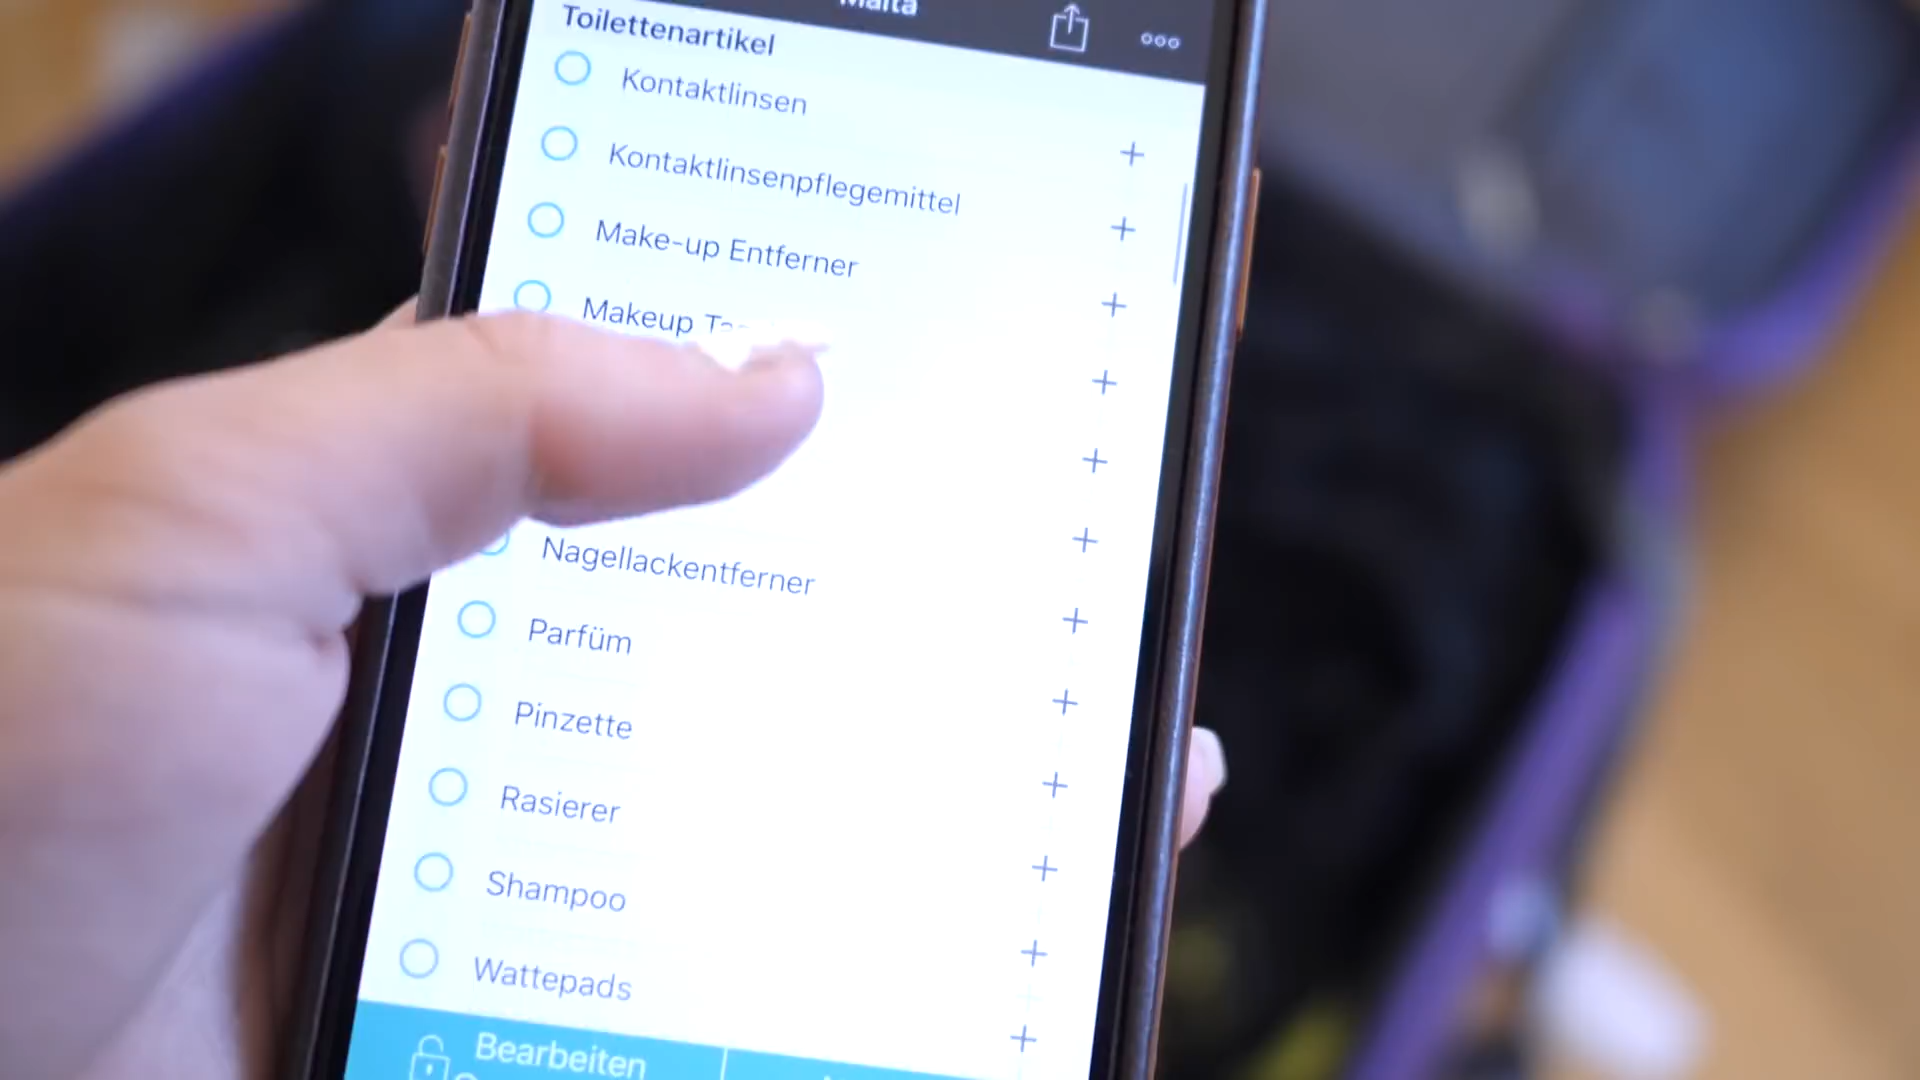 Malta
Toilettenartikel
Kontaktlinsen
Kontaktlinsenpflegemittel
Make-up Entferner
Makeup
Nagellackentferner
Parfüm
Pinzette
Rasierer
Shampoo
Wattepads
Bearbeiten